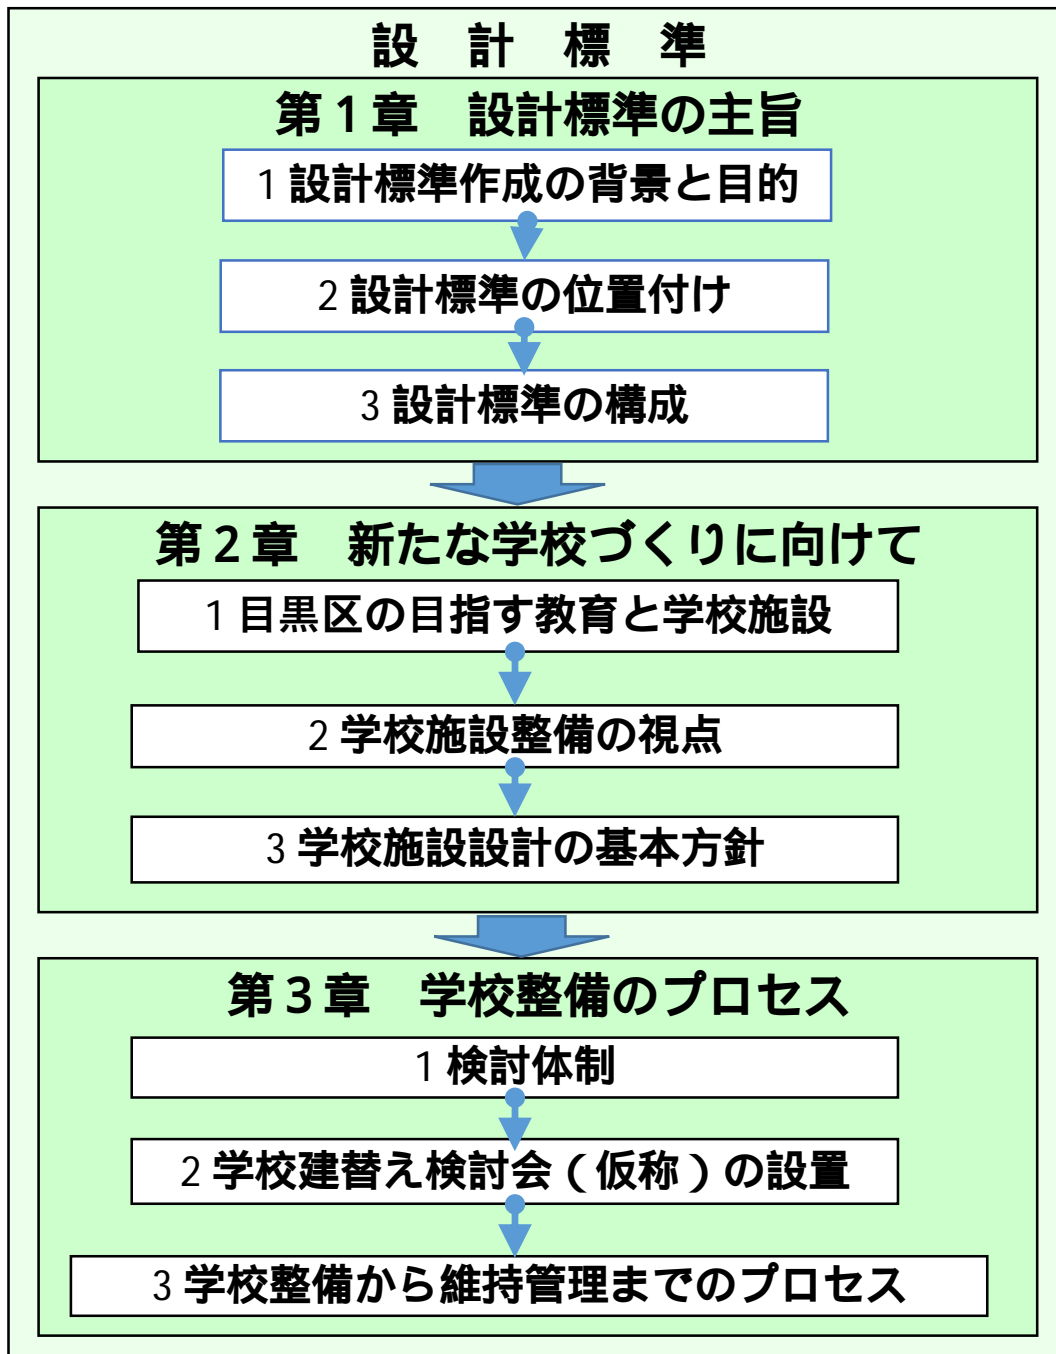 設 計 標 準
第１章 設計標準の主旨
1 設計標準作成の背景と目的
2 設計標準の位置付け
3 設計標準の構成
第２章 新たな学校づくりに向けて
1 目黒区の目指す教育と学校施設
2 学校施設整備の視点
3 学校施設設計の基本方針
第３章 学校整備のプロセス
1 検討体制
2 学校建替え検討会（仮称）の設置
3 学校整備から維持管理までのプロセス